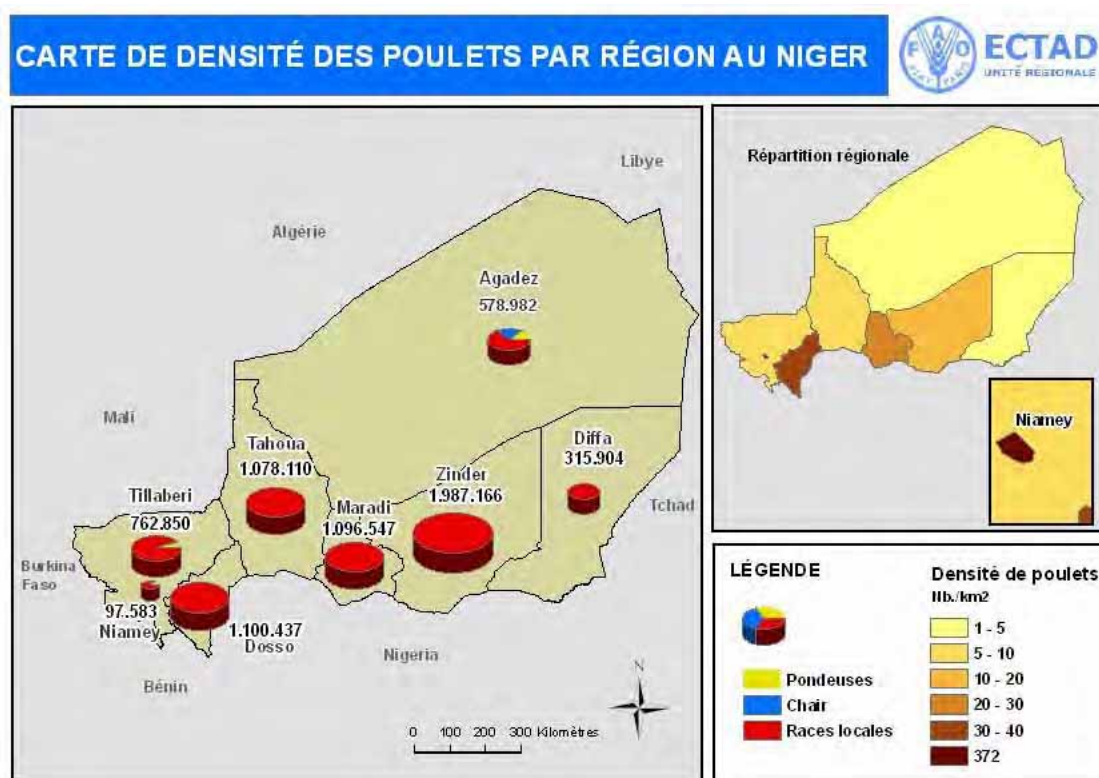 CARTE DE DENSITÉ DES POULETS PAR RÉGION AU NIGER
FAO
FIAT PANIS
ECTAD
UNITÉ RÉGIONALE
Libye
Algérie
Agadez
578.982
Mali
Tahoua
1.078.110
Diffa
315.904
Zinder
1.987.166
Tillaberi
762.850
Maradi
1.096.547
Tchad
Burkina
Faso
97.583
Niamey
1.100.437
Dosso
Nigeria
Bénin
N
0 100 200 300 Kilomètres
Répartition régionale
Niamey
LÉGENDE
Pondeuses
Chair
Races locales
Densité de poulets
Nb./km2
1 - 5
5 - 10
10 - 20
20 - 30
30 - 40
372